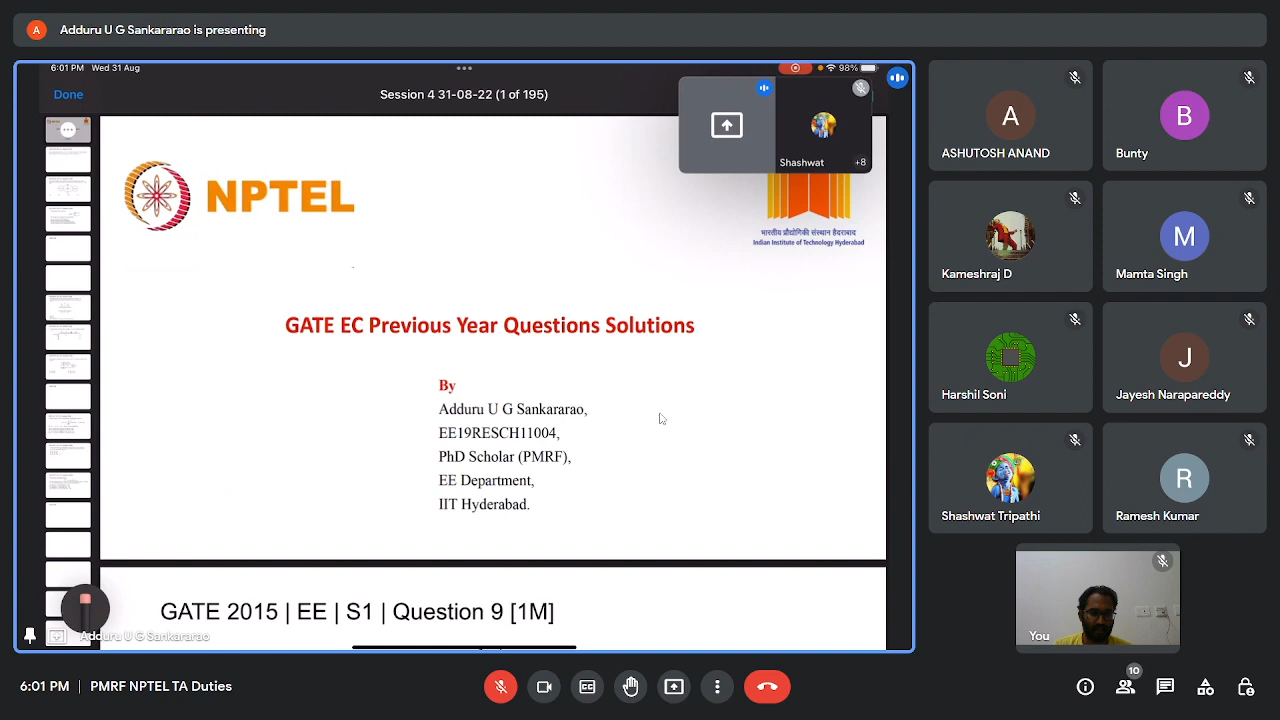 A Adduru U G Sankararao is presenting
6:01 PM Wed 31 Aug
98%
Done
Session 4 31-08-22 (1 of 195)
Shashwat +8
NPTEL
भारतीय प्रौद्योगिकी संस्थान हैदराबाद
Indian Institute of Technology Hyderabad
GATE EC Previous Year Questions Solutions
By
Adduru U G Sankararao,
EE19RESCH11004,
PhD Scholar (PMRF),
EE Department,
IIT Hyderabad.
GATE 2015 | EE | S1 | Question 9 [1M]
Adduru U G Sankararao
A
ASHUTOSH ANAND
B
Bunty
Kameshraj D
M
Mamta Singh
Harshil Soni
J
Jayesh Narapareddy
Shashwat Tripathi
R
Ramesh Kumar
You
6:01 PM | PMRF NPTEL TA Duties
10